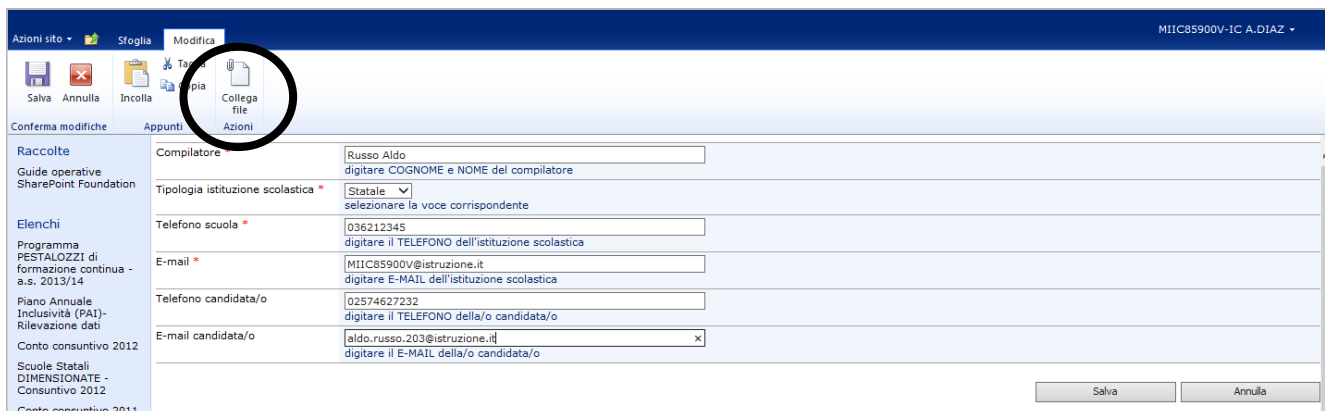 MIIC85900V-IC A.DIAZ
Azioni sito
Sfoglia
Modifica
Salva
Annulla
Incolla
Taglia
Copia
Collega
file
Conferma modifiche
Appunti
Azioni
Raccolte
Guide operative
SharePoint Foundation
Elenchi
Programma
PESTALOZZI di
formazione continua -
a.s. 2013/14
Piano Annuale
Inclusività (PAI)-
Rilevazione dati
Conto consuntivo 2012
Scuole Statali
DIMENSIONATE -
Consuntivo 2012
Conto consuntivo 2011
Compilatore *
Russo Aldo
digitare COGNOME e NOME del compilatore
Tipologia istituzione scolastica *
Statale
selezionare la voce corrispondente
Telefono scuola *
036212345
digitare il TELEFONO dell'istituzione scolastica
E-mail *
MIIC85900V@istruzione.it
digitare E-MAIL dell'istituzione scolastica
Telefono candidata/o
02574627232
digitare il TELEFONO della/o candidata/o
E-mail candidata/o
aldo.russo.203@istruzione.it
digitare il E-MAIL della/o candidata/o
Salva
Annulla